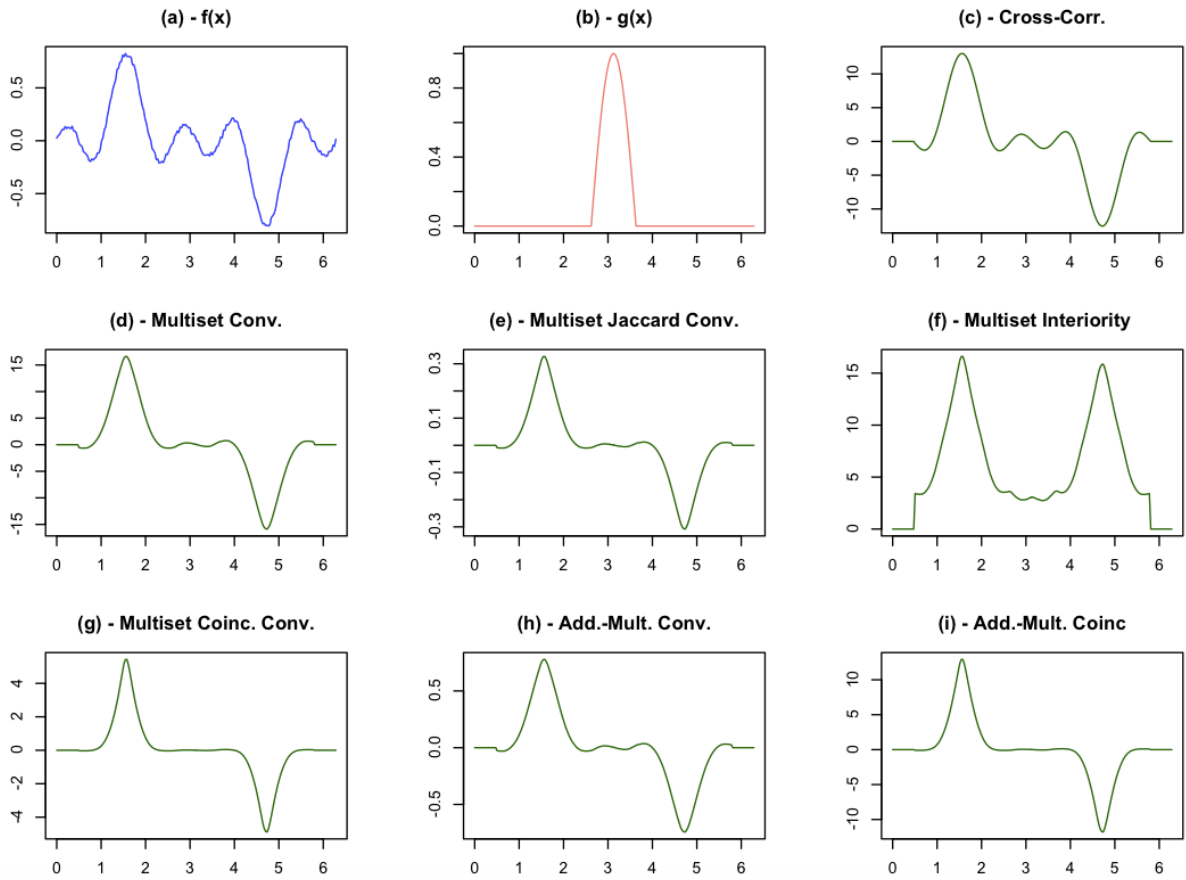 (a) - f(x)
0.5
0.0
-0.5
0 1 2 3 4 5 6
(b) - g(x)
0.8
0.4
0.0
0 1 2 3 4 5 6
(c) - Cross-Corr.
10
5
0
-5
-10
0 1 2 3 4 5 6
(d) - Multiset Conv.
15
5
0
-5
-15
0 1 2 3 4 5 6
(e) - Multiset Jaccard Conv.
0.3
0.1
-0.1
-0.3
0 1 2 3 4 5 6
(f) - Multiset Interiority
15
10
5
0
0 1 2 3 4 5 6
(g) - Multiset Coinc. Conv.
4
2
0
-2
-4
0 1 2 3 4 5 6
(h) - Add.-Mult. Conv.
0.5
0.0
-0.5
0 1 2 3 4 5 6
(i) - Add.-Mult. Coinc
10
5
0
-5
-10
0 1 2 3 4 5 6